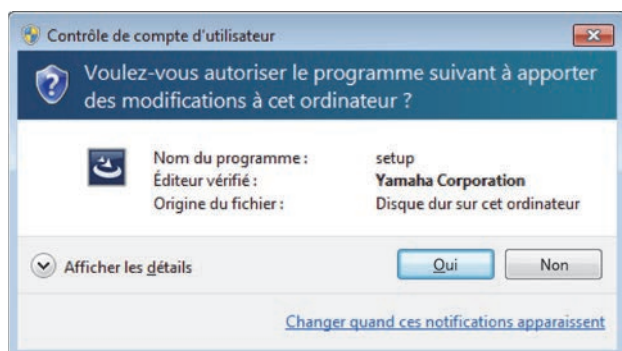 Contrôle de compte d'utilisateur
Voulez-vous autoriser le programme suivant à apporter
des modifications à cet ordinateur ?
Nom du programme : setup
Éditeur vérifié : Yamaha Corporation
Origine du fichier : Disque dur sur cet ordinateur
Afficher les détails Oui Non
Changer quand ces notifications apparaissent